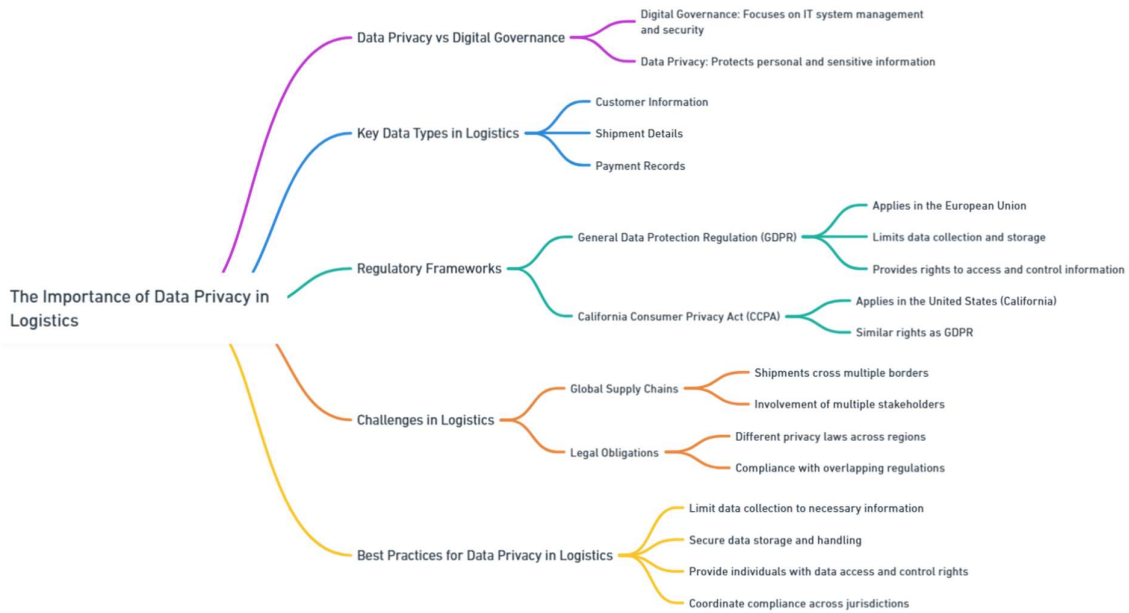 Data Privacy vs Digital Governance
Digital Governance: Focuses on IT system management
and security
Data Privacy: Protects personal and sensitive information
Key Data Types in Logistics
Customer Information
Shipment Details
Payment Records
The Importance of Data Privacy in
Logistics
Regulatory Frameworks
General Data Protection Regulation (GDPR)
Applies in the European Union
Limits data collection and storage
Provides rights to access and control information
California Consumer Privacy Act (CCPA)
Applies in the United States (California)
Similar rights as GDPR
Challenges in Logistics
Global Supply Chains
Shipments cross multiple borders
Involvement of multiple stakeholders
Legal Obligations
Different privacy laws across regions
Compliance with overlapping regulations
Best Practices for Data Privacy in Logistics
Limit data collection to necessary information
Secure data storage and handling
Provide individuals with data access and control rights
Coordinate compliance across jurisdictions